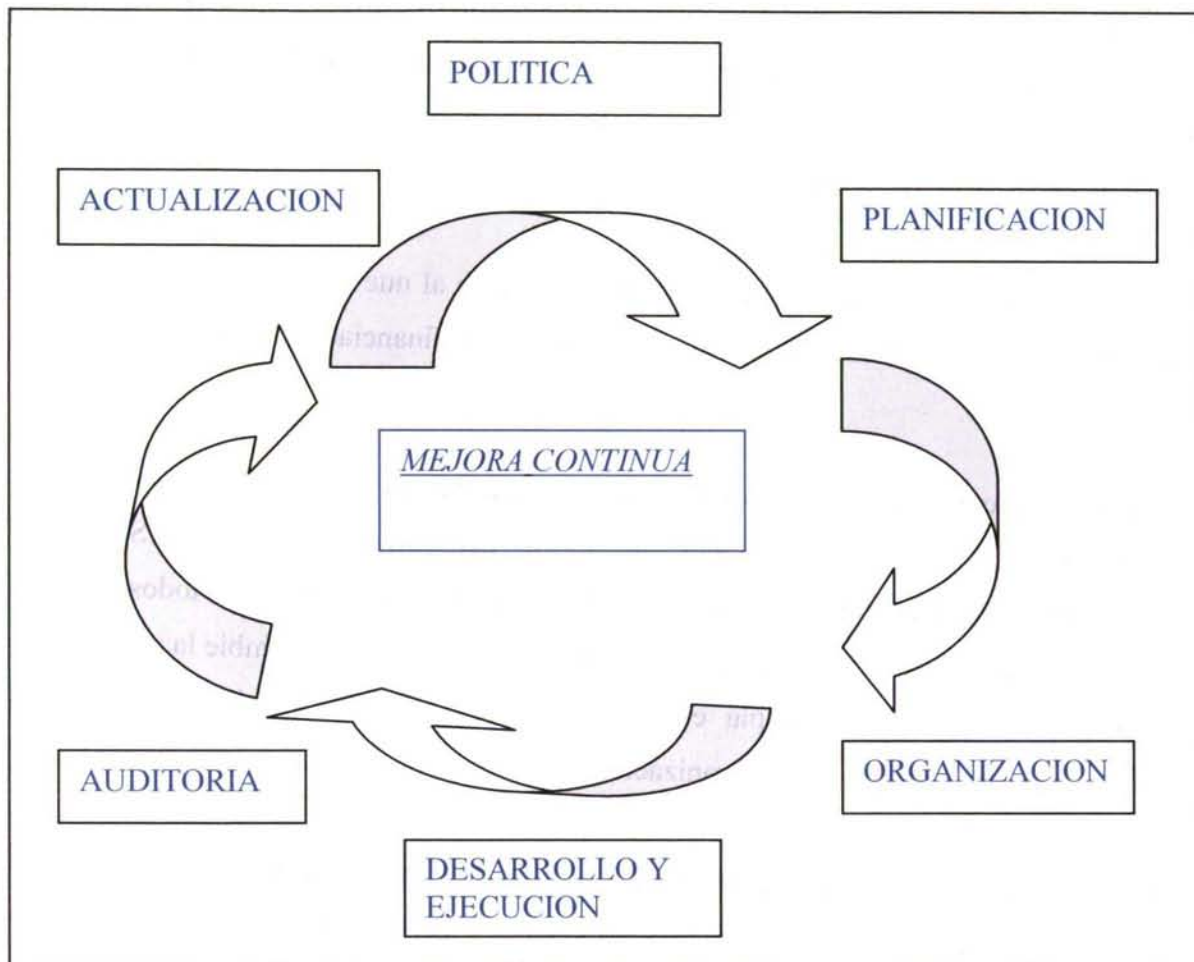 POLITICA
ACTUALIZACION
PLANIFICACION
MEJORA CONTINUA
AUDITORIA
ORGANIZACION
DESARROLLO Y
EJECUCION